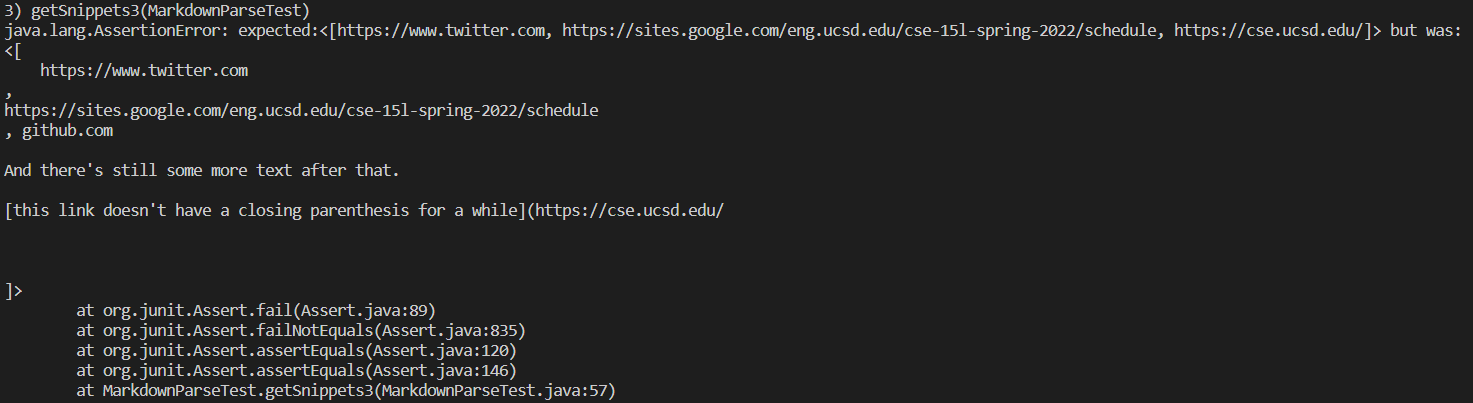 3) getSnippets3(MarkdownParseTest)
java.lang.AssertionError: expected:<[https://www.twitter.com, https://sites.google.com/eng.ucsd.edu/cse-15l-spring-2022/schedule, https://cse.ucsd.edu/]> but was:
<[
    https://www.twitter.com
,
https://sites.google.com/eng.ucsd.edu/cse-15l-spring-2022/schedule
, github.com

And there's still some more text after that.

[this link doesn't have a closing parenthesis for a while](https://cse.ucsd.edu/



]>
        at org.junit.Assert.fail(Assert.java:89)
        at org.junit.Assert.failNotEquals(Assert.java:835)
        at org.junit.Assert.assertEquals(Assert.java:120)
        at org.junit.Assert.assertEquals(Assert.java:146)
        at MarkdownParseTest.getSnippets3(MarkdownParseTest.java:57)